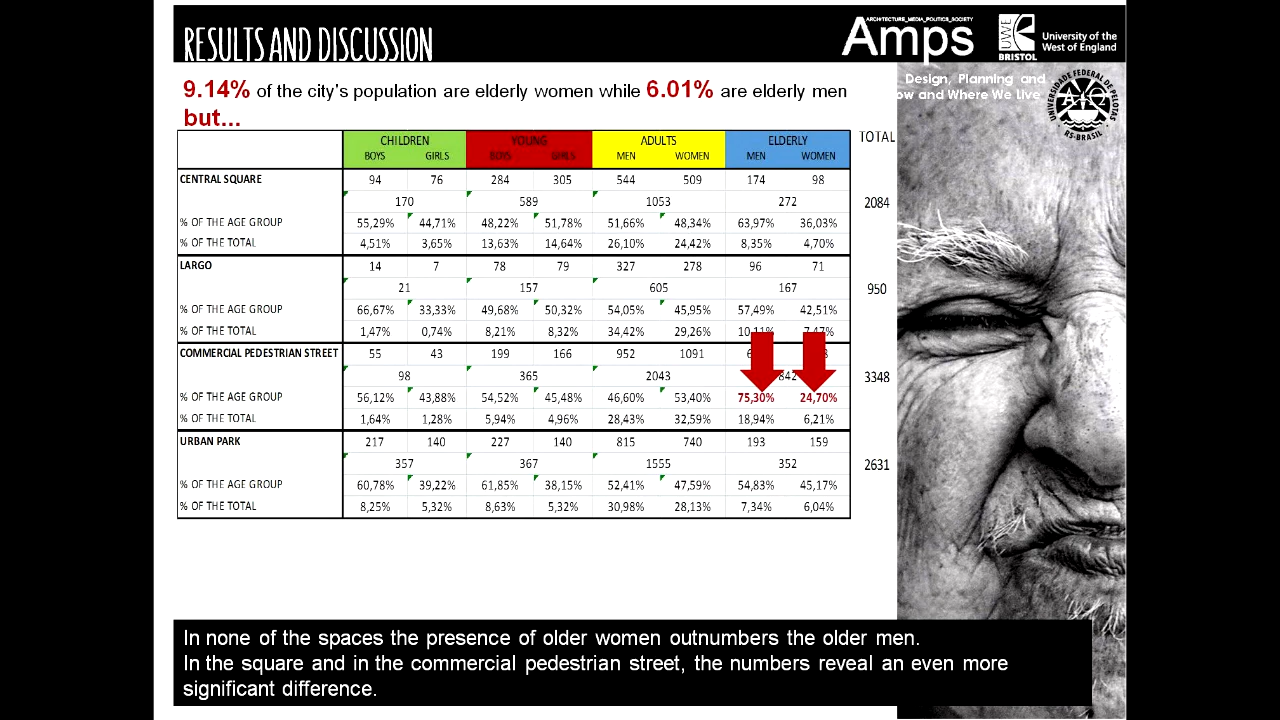 RESULTS AND DISCUSSION
ARCHITECTURE_MEDIA_POLITICS_SOCIETY
Amps
UWE
BRISTOL
University of the
West of England
Design, Planning and
ow and Where We Live
UNIVERSIDADE FEDERAL DE PELOTAS
RS-BRASIL
9.14% of the city's population are elderly women while 6.01% are elderly men
but...
CHILDREN YOUNG ADULTS ELDERLY TOTAL
BOYS GIRLS BOYS GIRLS MEN WOMEN MEN WOMEN
CENTRAL SQUARE 94 76 284 305 544 509 174 98
170 589 1053 272 2084
% OF THE AGE GROUP 55,29% 44,71% 48,22% 51,78% 51,66% 48,34% 63,97% 36,03%
% OF THE TOTAL 4,51% 3,65% 13,63% 14,64% 26,10% 24,42% 8,35% 4,70%
LARGO 14 7 78 79 327 278 96 71
21 157 605 167 950
% OF THE AGE GROUP 66,67% 33,33% 49,68% 50,32% 54,05% 45,95% 57,49% 42,51%
% OF THE TOTAL 1,47% 0,74% 8,21% 8,32% 34,42% 29,26% 10,11% 7,47%
COMMERCIAL PEDESTRIAN STREET 55 43 199 166 952 1091
98 365 2043 842 3348
% OF THE AGE GROUP 56,12% 43,88% 54,52% 45,48% 46,60% 53,40% 75,30% 24,70%
% OF THE TOTAL 1,64% 1,28% 5,94% 4,96% 28,43% 32,59% 18,94% 6,21%
URBAN PARK 217 140 227 140 815 740 193 159
357 367 1555 352 2631
% OF THE AGE GROUP 60,78% 39,22% 61,85% 38,15% 52,41% 47,59% 54,83% 45,17%
% OF THE TOTAL 8,25% 5,32% 8,63% 5,32% 30,98% 28,13% 7,34% 6,04%
In none of the spaces the presence of older women outnumbers the older men.
In the square and in the commercial pedestrian street, the numbers reveal an even more
significant difference.